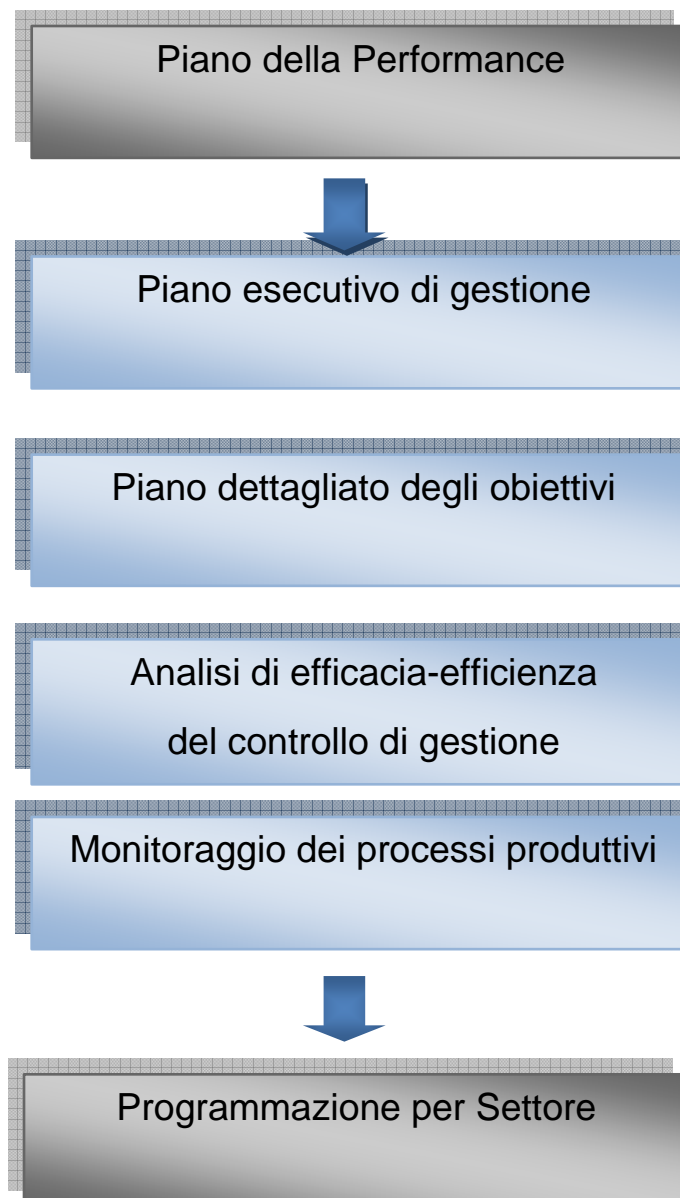 Piano della Performance
Piano esecutivo di gestione
Piano dettagliato degli obiettivi
Analisi di efficacia-efficienza
del controllo di gestione
Monitoraggio dei processi produttivi
Programmazione per Settore